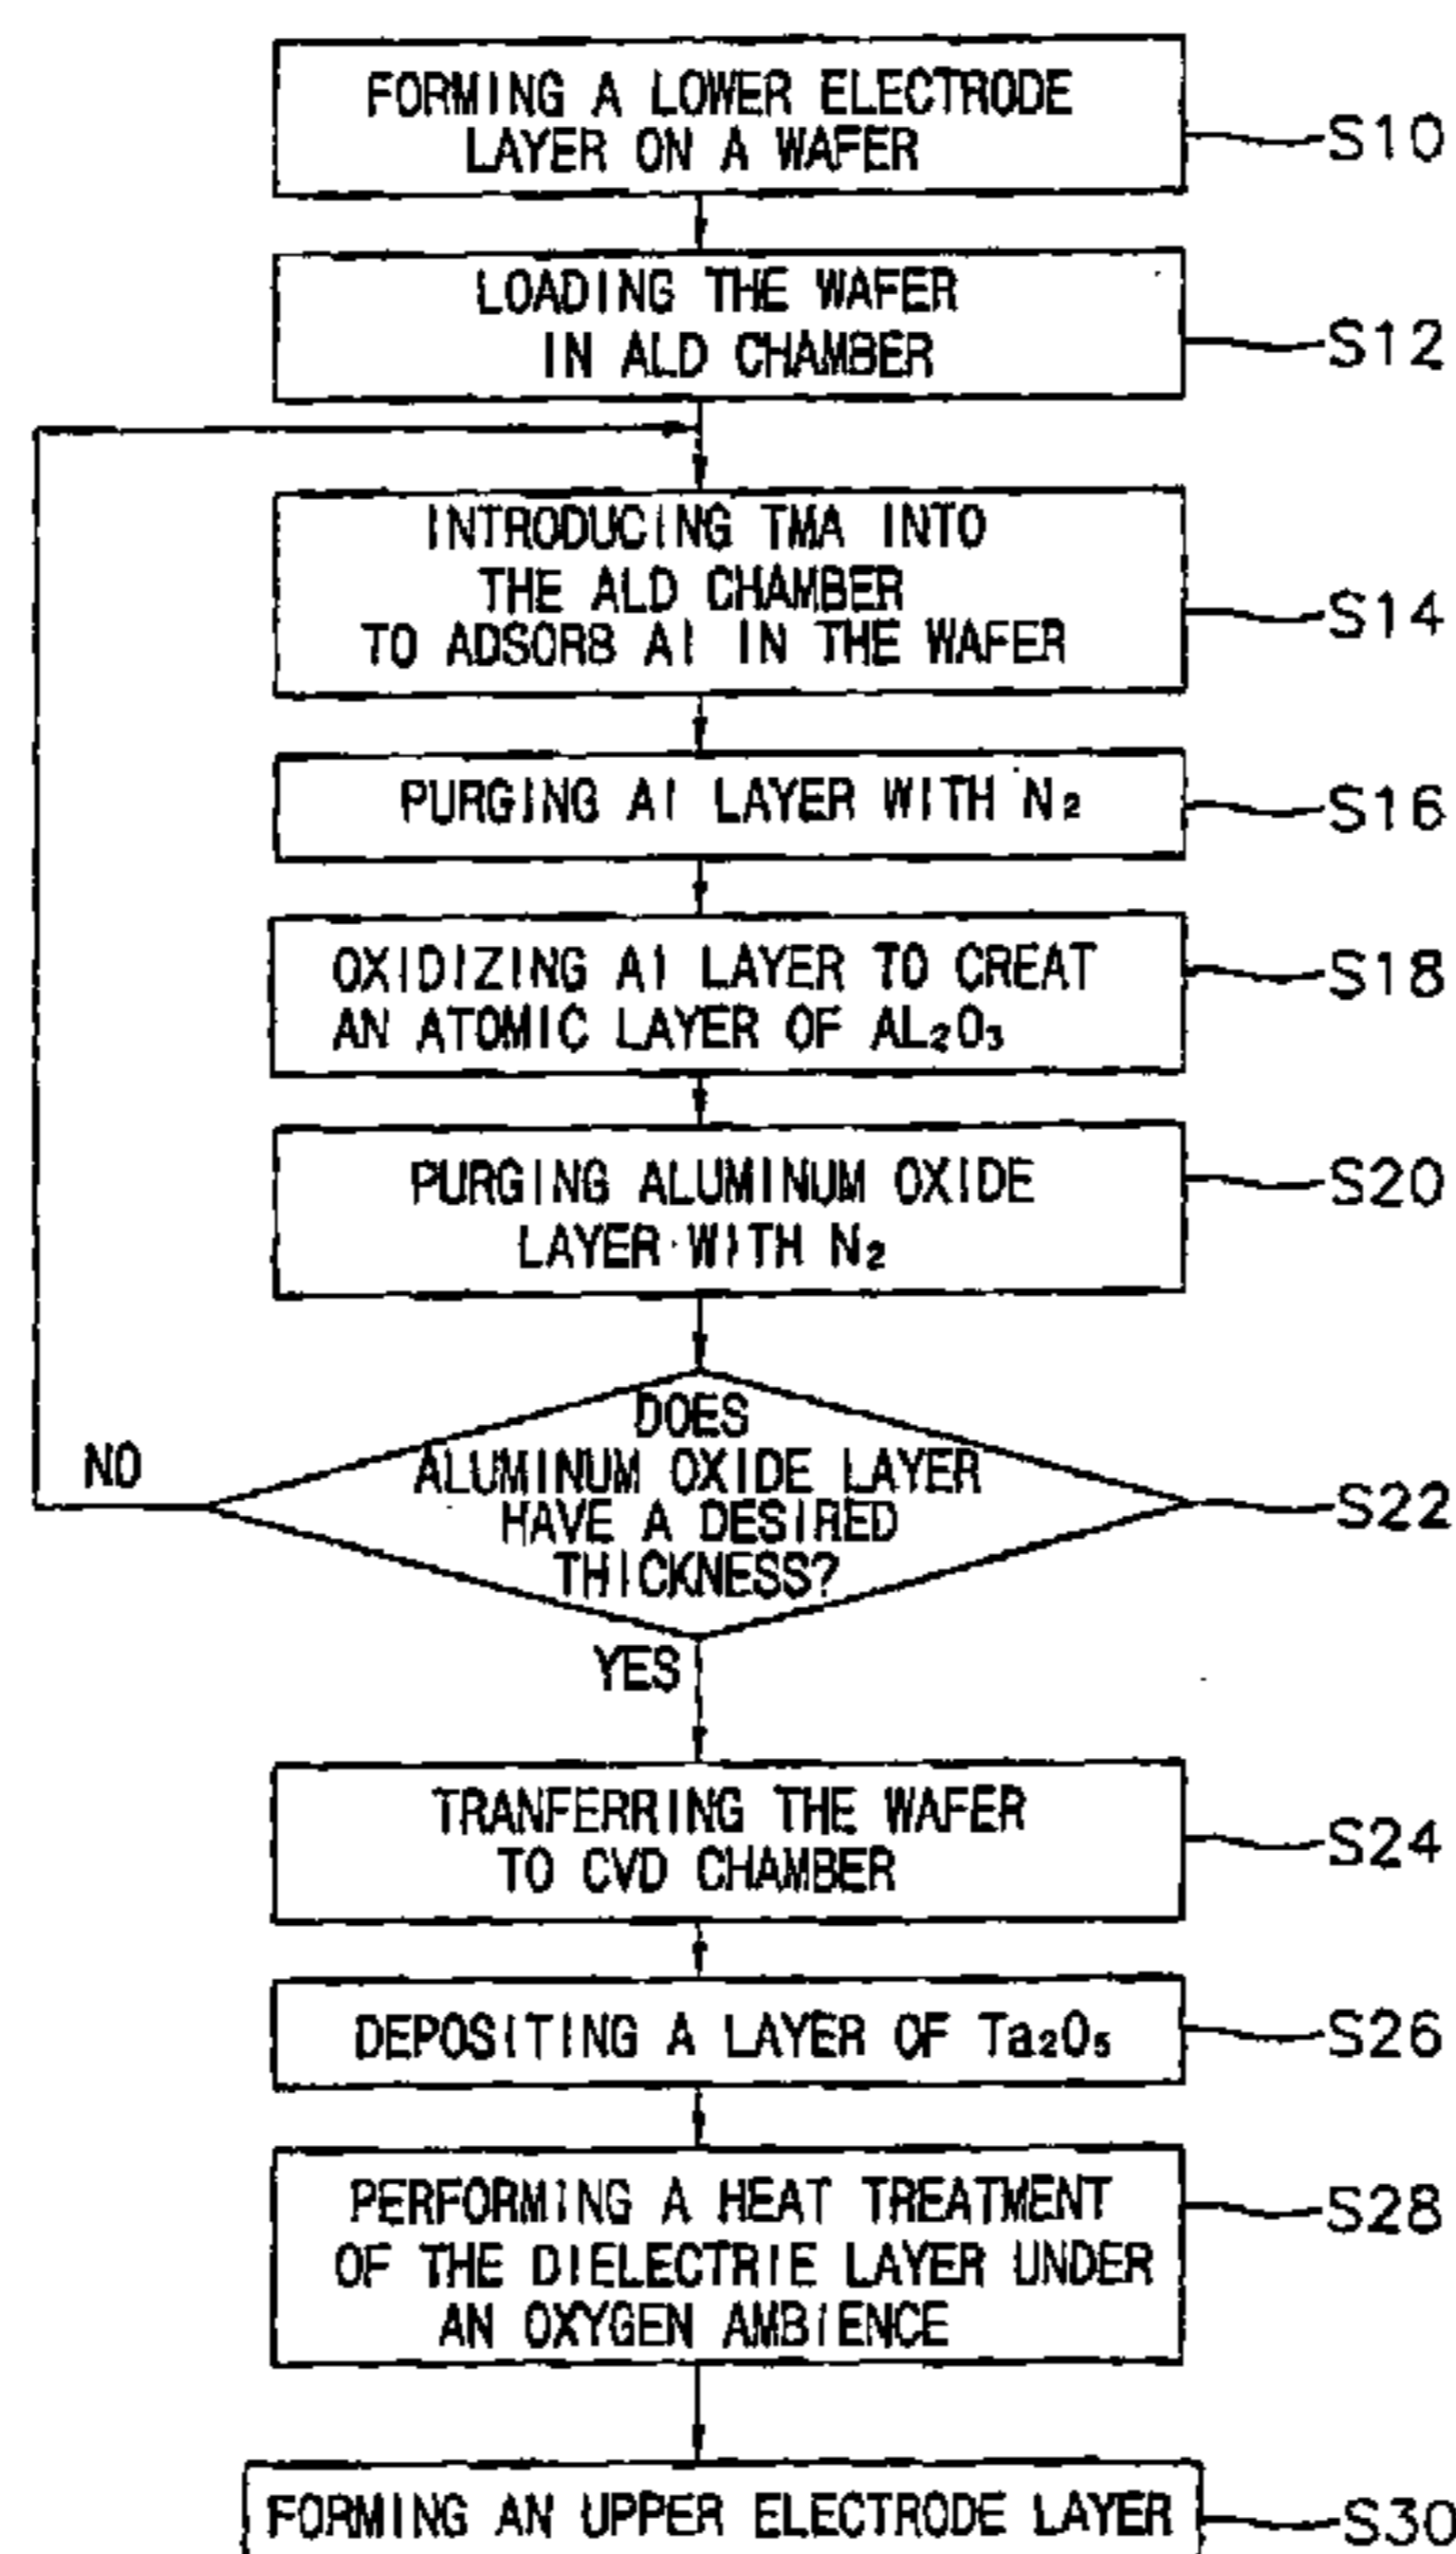 FORMING A LOWER ELECTRODE
LAYER ON A WAFER
S10
LOADING THE WAFER
IN ALD CHAMBER
S12
INTRODUCING TMA INTO
THE ALD CHAMBER
TO ADSORB Al IN THE WAFER
S14
PURGING Al LAYER WITH N₂
S16
OXIDIZING Al LAYER TO CREAT
AN ATOMIC LAYER OF AL₂O₃
S18
PURGING ALUMINUM OXIDE
LAYER WITH N₂
S20
DOES
ALUMINUM OXIDE LAYER
HAVE A DESIRED
THICKNESS?
S22
NO
YES
TRANFERRING THE WAFER
TO CVD CHAMBER
S24
DEPOSITING A LAYER OF Ta₂O₅
S26
PERFORMING A HEAT TREATMENT
OF THE DIELECTRIE LAYER UNDER
AN OXYGEN AMBIENCE
S28
FORMING AN UPPER ELECTRODE LAYER
S30